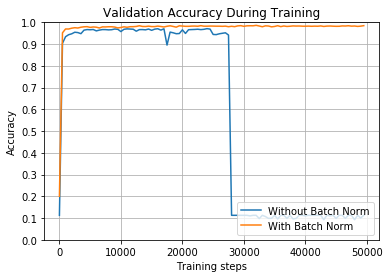 Validation Accuracy During Training
1.0
0.9
0.8
0.7
0.6
0.5
0.4
0.3
0.2
0.1
0.0
Accuracy
Without Batch Norm
With Batch Norm
0 10000 20000 30000 40000 50000
Training steps